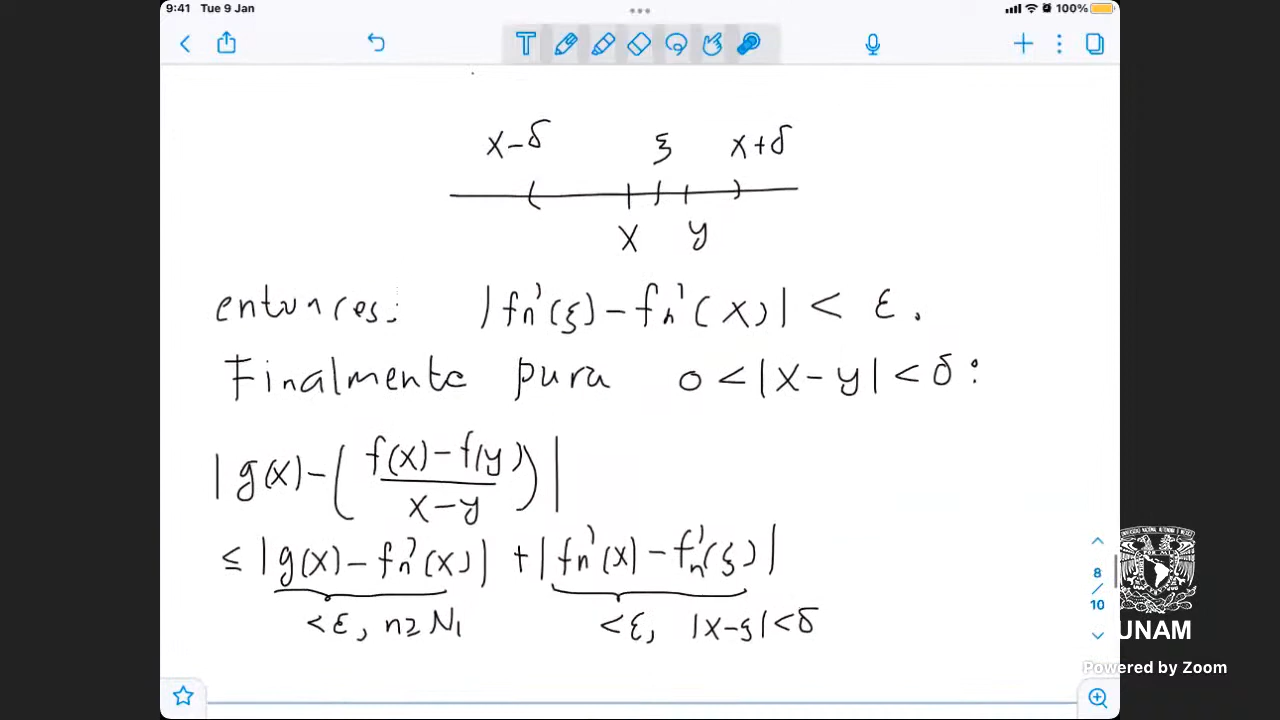 9:41 Tue 9 Jan
100%
x-δ ξ x+δ
x y
entonces: |fn'(ξ) - fn'(x)| < ε.
Finalmente para 0 < |x-y| < δ:
|g(x) - (f(x) - f(y) / x-y)|
≤ |g(x) - fn'(x)| + |fn'(x) - fn'(ξ)|
<ε, n≥N₁ <ε, |x-ξ|<δ
8
/
10
UNAM
Powered by Zoom